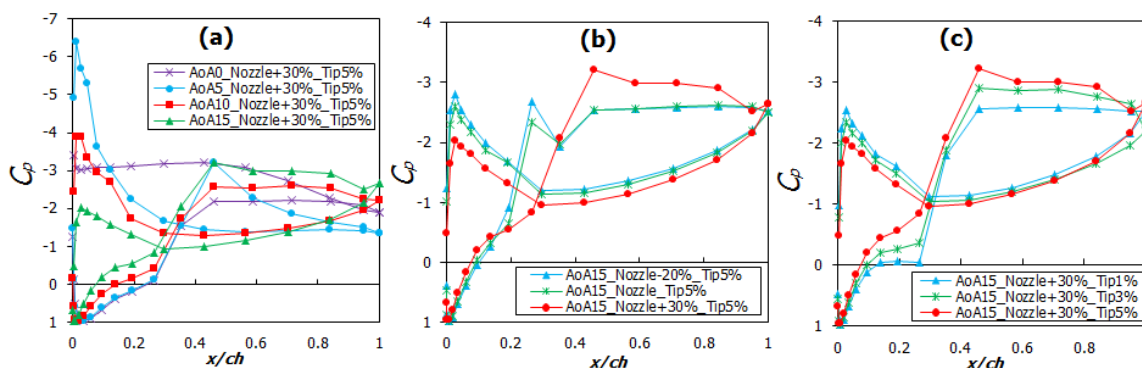 (a)
-7
-6
-5
-4
-3
-2
-1
0
1
Cp
AoA0_Nozzle+30%_Tip5%
AoA5_Nozzle+30%_Tip5%
AoA10_Nozzle+30%_Tip5%
AoA15_Nozzle+30%_Tip5%
0 0.2 0.4 0.6 0.8 1
x/ch
(b)
-4
-3
-2
-1
0
1
Cp
AoA15_Nozzle-20%_Tip5%
AoA15_Nozzle_Tip5%
AoA15_Nozzle+30%_Tip5%
0 0.2 0.4 0.6 0.8 1
x/ch
(c)
-4
-3
-2
-1
0
1
Cp
AoA15_Nozzle+30%_Tip1%
AoA15_Nozzle+30%_Tip3%
AoA15_Nozzle+30%_Tip5%
0 0.2 0.4 0.6 0.8
x/ch